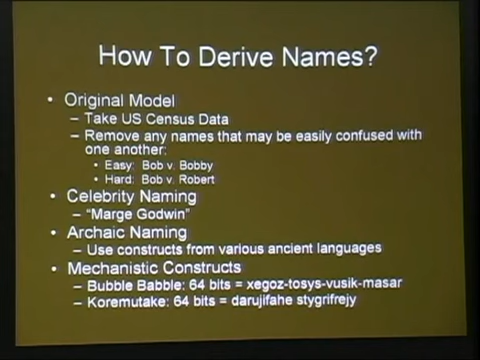 How To Derive Names?
• Original Model
– Take US Census Data
– Remove any names that may be easily confused with
one another:
• Easy: Bob v. Bobby
• Hard: Bob v. Robert
• Celebrity Naming
– "Marge Godwin"
• Archaic Naming
– Use constructs from various ancient languages
• Mechanistic Constructs
– Bubble Babble: 64 bits = xegoz-tosys-vusik-masar
– Koremutake: 64 bits = darujifahe stygrifrejy